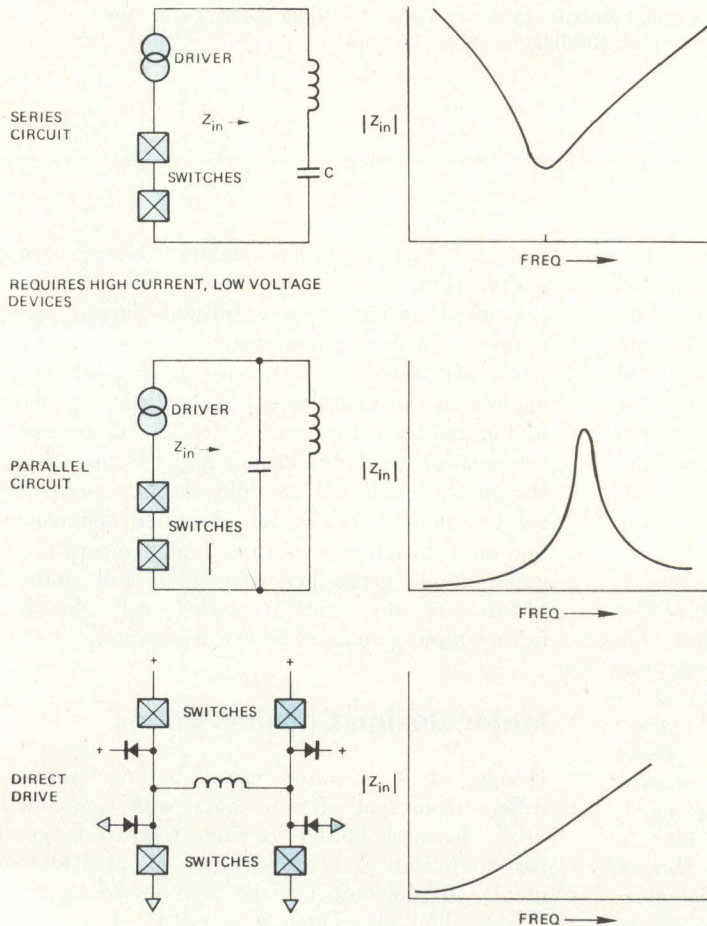 DRIVER
SERIES
CIRCUIT
Zin
SWITCHES
C
|Zin|
FREQ
REQUIRES HIGH CURRENT, LOW VOLTAGE
DEVICES
DRIVER
Zin
PARALLEL
CIRCUIT
SWITCHES
|Zin|
FREQ
+ +
SWITCHES
+ +
DIRECT
DRIVE
SWITCHES
|Zin|
FREQ